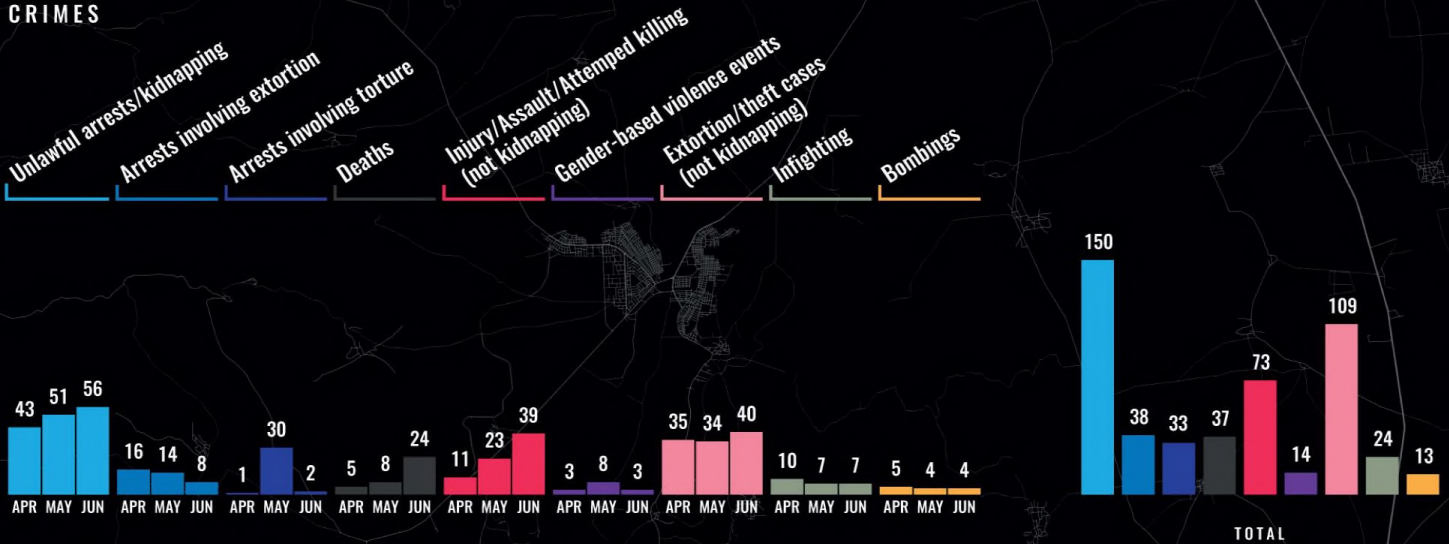 CRIMES
Unlawful arrests/kidnapping
Arrests involving extortion
Arrests involving torture
Deaths
Injury/Assault/Attemped killing
(not kidnapping)
Gender-based violence events
Extortion/theft cases
(not kidnapping)
Infighting
Bombings
43 51 56
16 14 8
1 30 2
5 8 24
11 23 39
3 8 3
35 34 40
10 7 7
5 4 4
APR MAY JUN APR MAY JUN APR MAY JUN APR MAY JUN APR MAY JUN APR MAY JUN APR MAY JUN APR MAY JUN APR MAY JUN
150 38 33 37 73 14 109 24 13
TOTAL